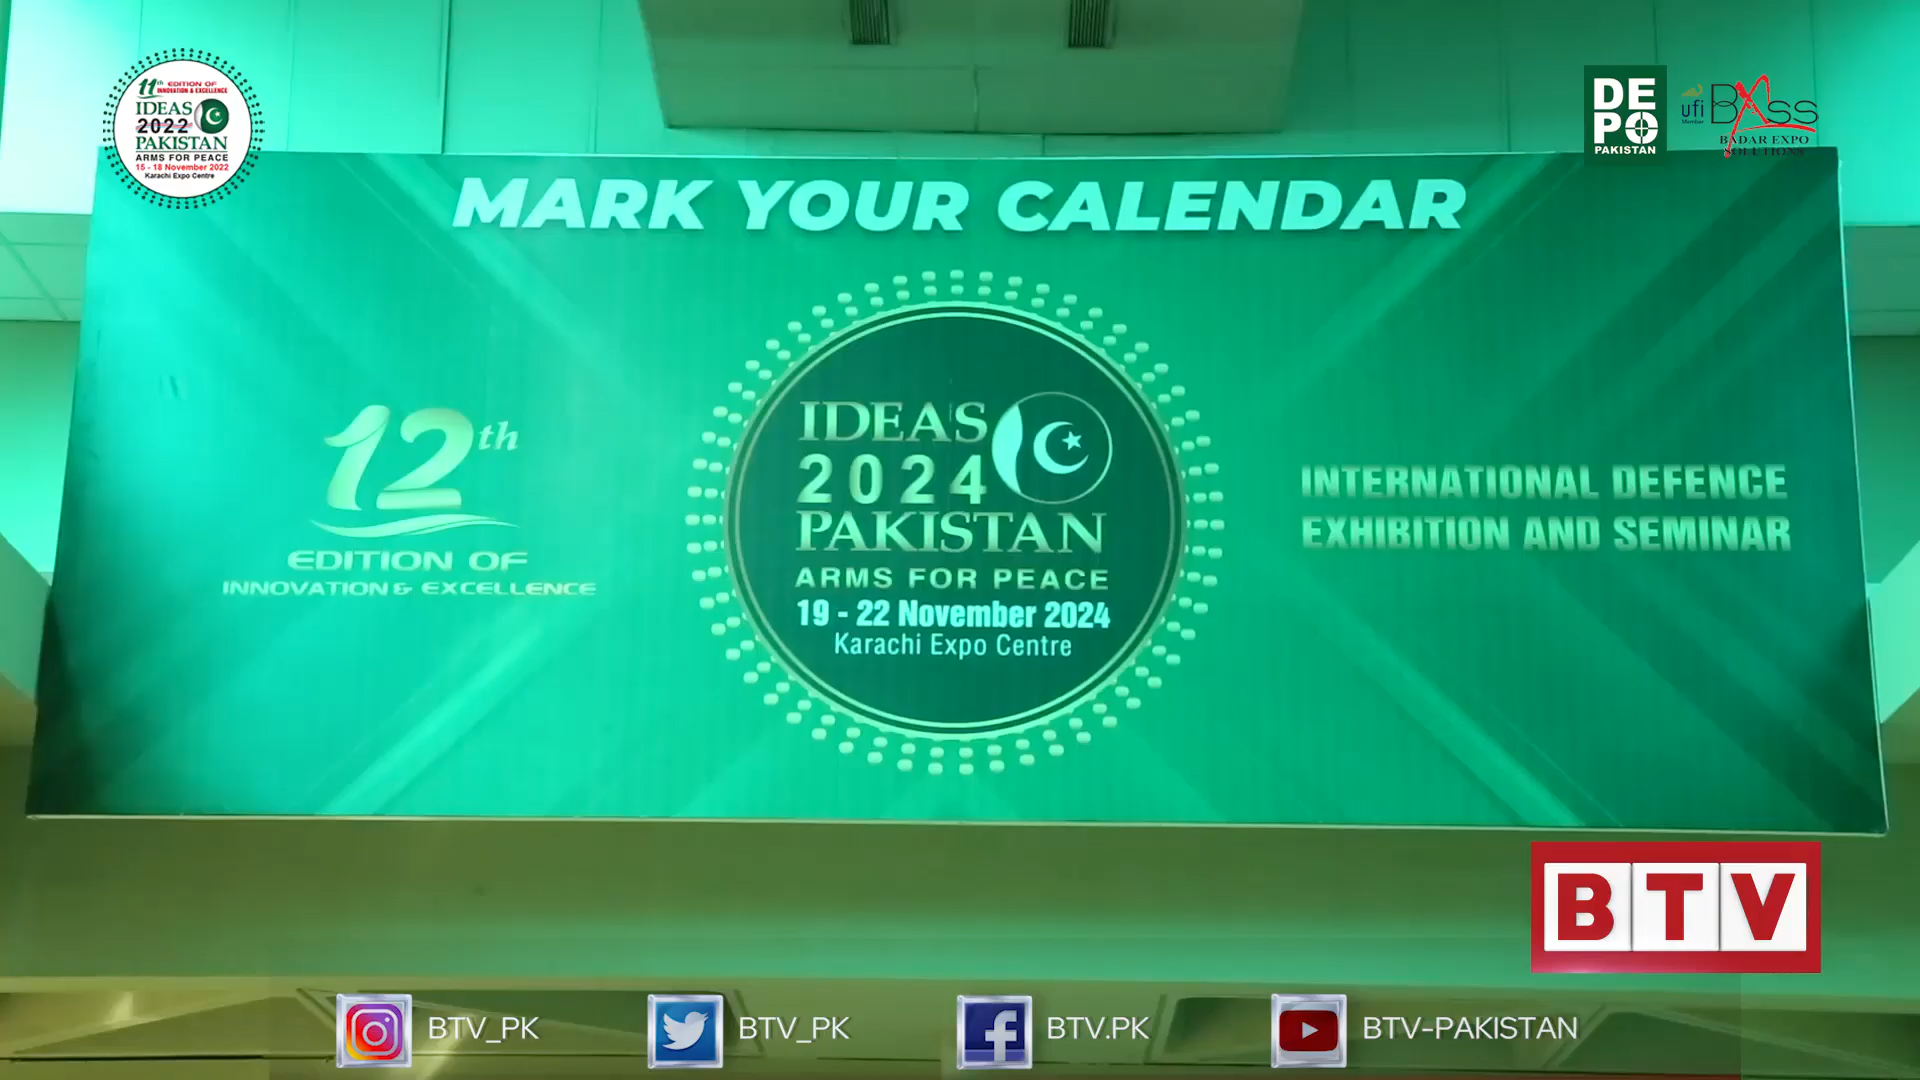 11th EDITION OF
INNOVATION & EXCELLENCE
IDEAS
2022
PAKISTAN
ARMS FOR PEACE
15 - 18 November 2022
Karachi Expo Centre
DE
PO
PAKISTAN
ufi
Member
BASS
BADAR EXPO
SOLUTIONS
MARK YOUR CALENDAR
12th
EDITION OF
INNOVATION & EXCELLENCE
IDEAS
2024
PAKISTAN
ARMS FOR PEACE
19 - 22 November 2024
Karachi Expo Centre
INTERNATIONAL DEFENCE
EXHIBITION AND SEMINAR
BTV
BTV_PK
BTV_PK
BTV.PK
BTV-PAKISTAN